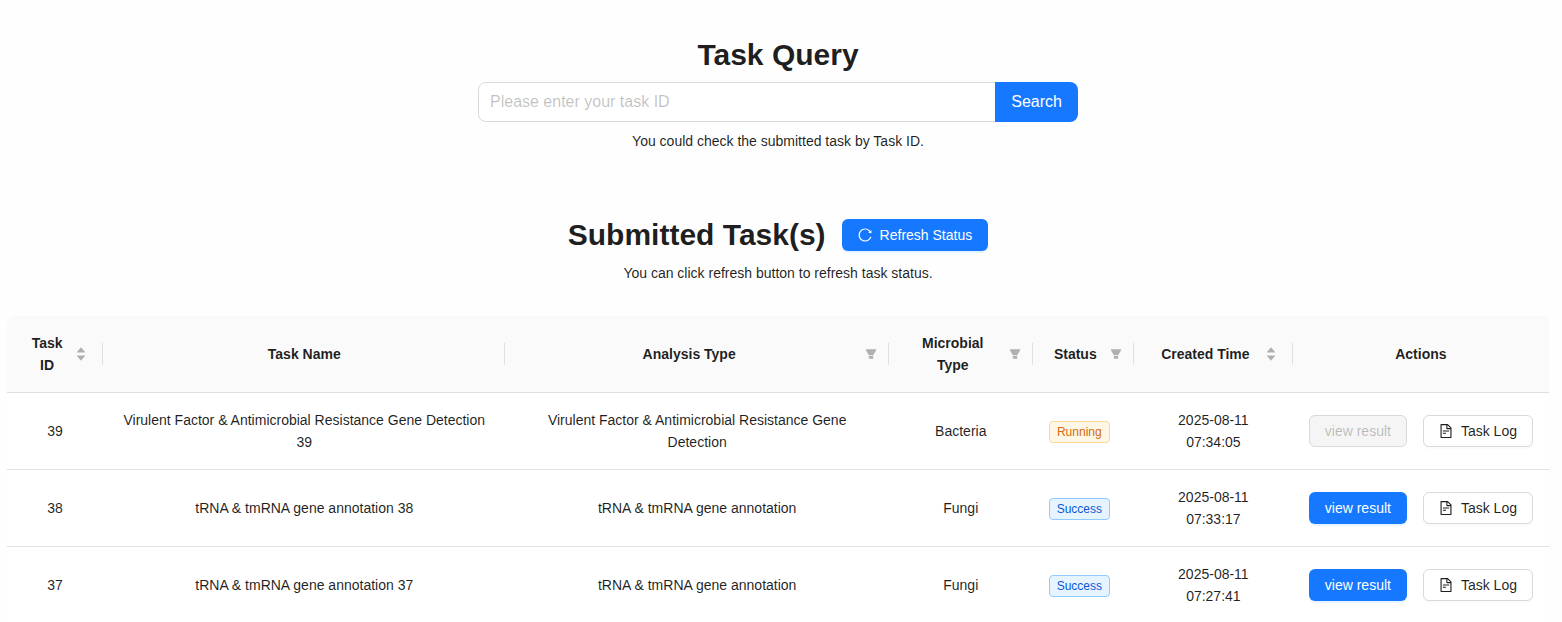 Task Query
Please enter your task ID
Search
You could check the submitted task by Task ID.
Submitted Task(s)
Refresh Status
You can click refresh button to refresh task status.
Task ID
Task Name
Analysis Type
Microbial Type
Status
Created Time
Actions
39
Virulent Factor & Antimicrobial Resistance Gene Detection
39
Virulent Factor & Antimicrobial Resistance Gene
Detection
Bacteria
Running
2025-08-11
07:34:05
view result
Task Log
38
tRNA & tmRNA gene annotation 38
tRNA & tmRNA gene annotation
Fungi
Success
2025-08-11
07:33:17
view result
Task Log
37
tRNA & tmRNA gene annotation 37
tRNA & tmRNA gene annotation
Fungi
Success
2025-08-11
07:27:41
view result
Task Log